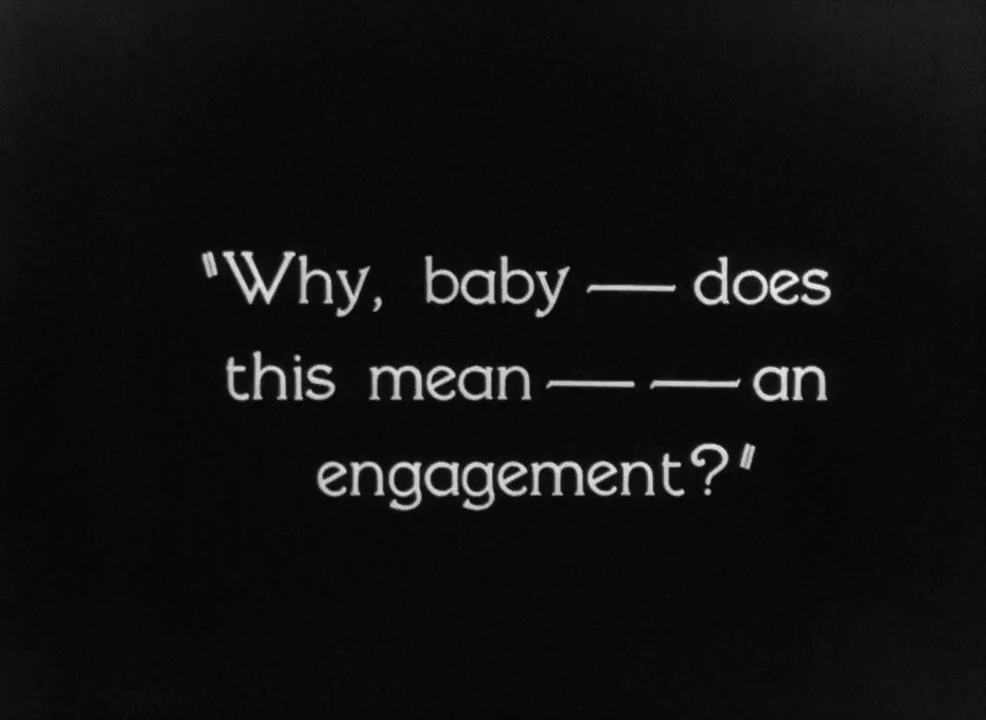 "Why, baby — does
this mean — — an
engagement?"